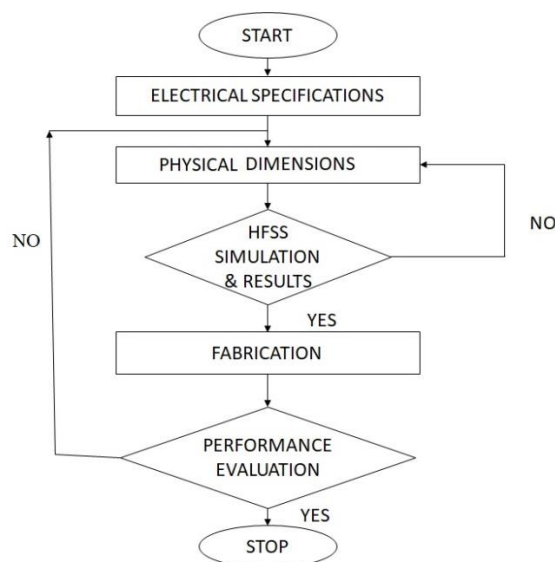 START
ELECTRICAL SPECIFICATIONS
PHYSICAL DIMENSIONS
NO
HFSS
SIMULATION
& RESULTS
NO
YES
FABRICATION
PERFORMANCE
EVALUATION
YES
STOP